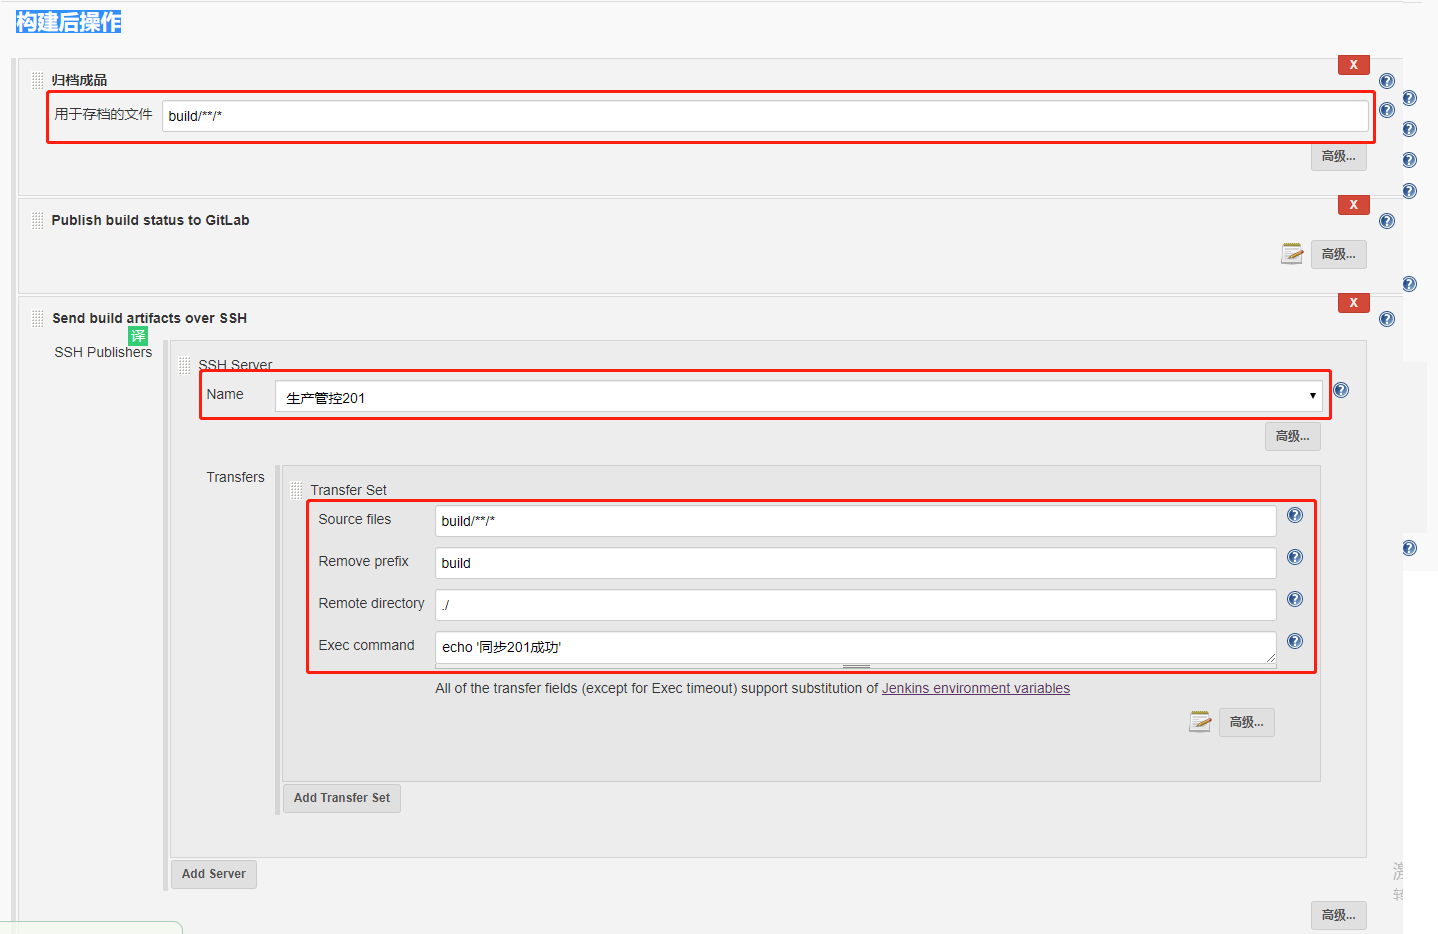 构建后操作
X
归档成品
用于存档的文件
build/**/*
高级...
X
Publish build status to GitLab
高级...
X
Send build artifacts over SSH
译
SSH Publishers
SSH Server
Name
生产管控201
高级...
Transfers
Transfer Set
Source files
build/**/*
Remove prefix
build
Remote directory
./
Exec command
echo '同步201成功'
All of the transfer fields (except for Exec timeout) support substitution of Jenkins environment variables
高级...
Add Transfer Set
Add Server
高级...